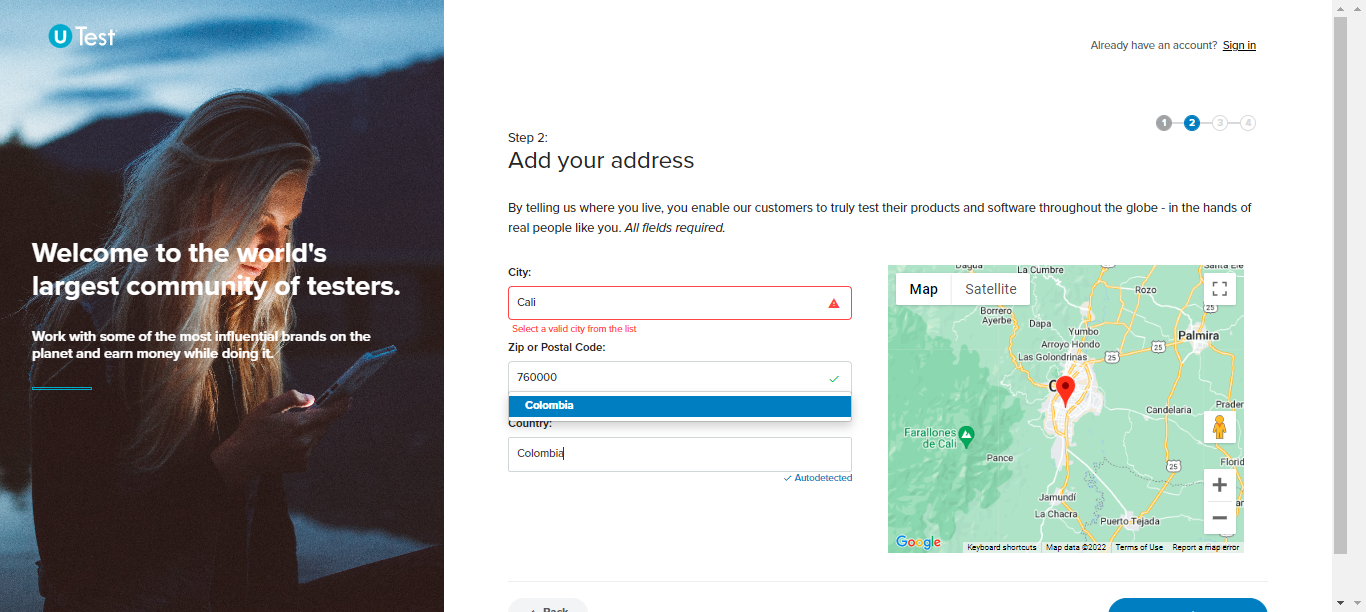 U Test
Already have an account? Sign in
1 2 3 4
Step 2:
Add your address
By telling us where you live, you enable our customers to truly test their products and software throughout the globe - in the hands of
real people like you. All fields required.
Welcome to the world's
largest community of testers.
Work with some of the most influential brands on the
planet and earn money while doing it.
City:
Cali
Select a valid city from the list
Zip or Postal Code:
760000
Colombia
Country:
Colombia
Autodetected
Map Satellite
Dagua
La Cumbre
Santa Ele
Rozo
Borrero
Ayerbe
25
Dapa
Yumbo
Palmira
Arroyo Hondo
25
Las Golondrinas
25
C
Prader
Candelaria
Farallones
de Cali
Pance
Florid
25
Jamundí
La Chacra
Puerto Tejada
Google
Keyboard shortcuts Map data ©2022 Terms of Use Report a map error
Back